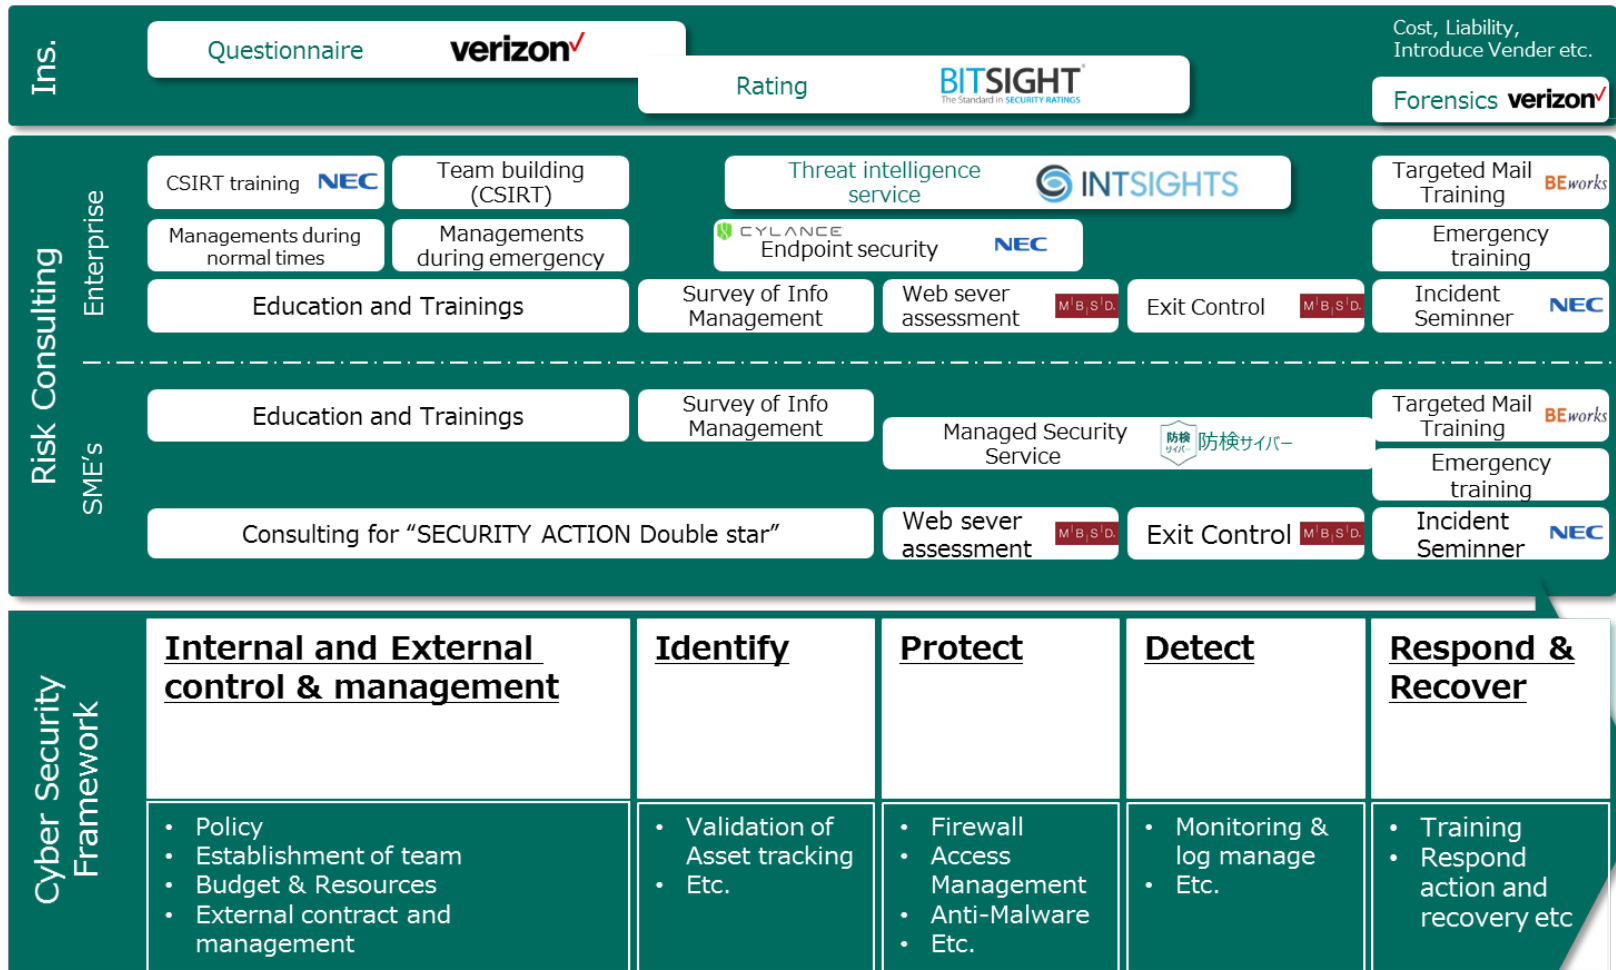 Ins.
Questionnaire verizon✓
Rating BITSIGHT
The Standard in SECURITY RATINGS
Cost, Liability,
Introduce Vender etc.
Forensics verizon✓
Risk Consulting
Enterprise
CSIRT training NEC
Team building
(CSIRT)
Threat intelligence
service
INTSIGHTS
Targeted Mail
Training
BEworks
Managements during
normal times
Managements
during emergency
CYLANCE
Endpoint security NEC
Emergency
training
Education and Trainings
Survey of Info
Management
Web sever
assessment
M B S D.
Exit Control M B S D.
Incident
Seminner
NEC
SME's
Education and Trainings
Survey of Info
Management
Managed Security
Service
防検
サイバー
防検サイバー
Targeted Mail
Training
BEworks
Emergency
training
Consulting for “SECURITY ACTION Double star”
Web sever
assessment
M B S D.
Exit Control M B S D.
Incident
Seminner
NEC
Cyber Security
Framework
Internal and External
control & management
Identify
Protect
Detect
Respond &
Recover
• Policy
• Establishment of team
• Budget & Resources
• External contract and
management
• Validation of
Asset tracking
• Etc.
• Firewall
• Access
Management
• Anti-Malware
• Etc.
• Monitoring &
log manage
• Etc.
• Training
• Respond
action and
recovery etc